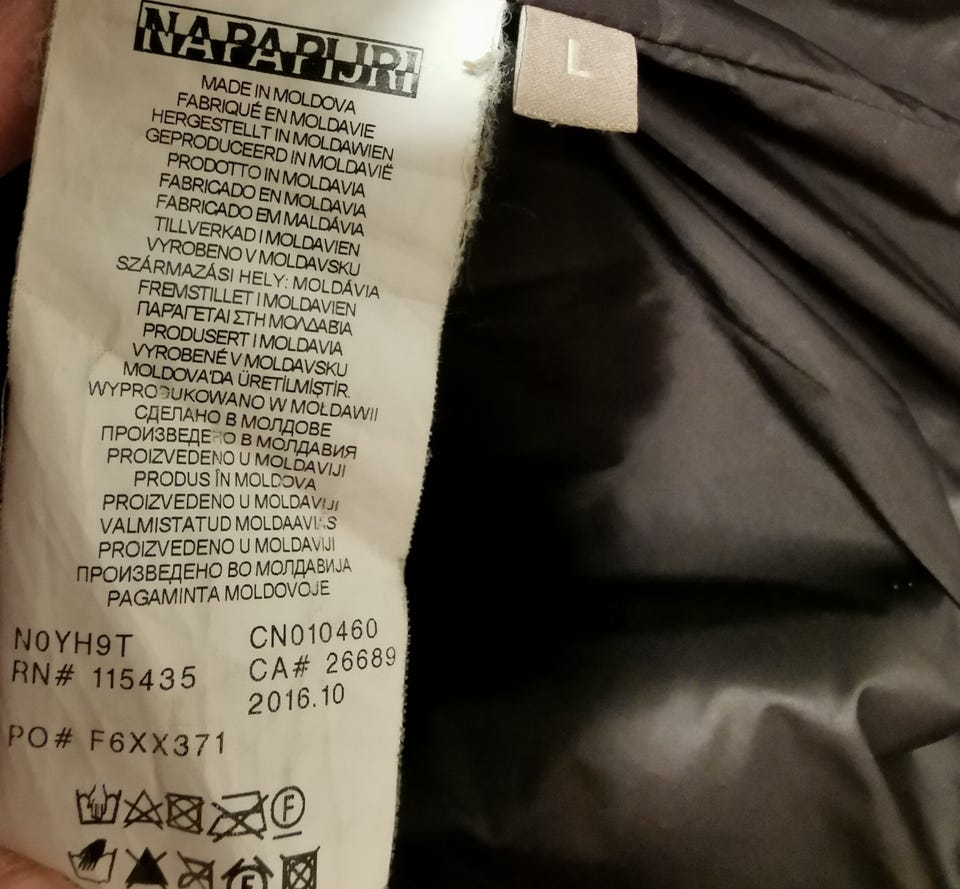 NAPAPIJRI
L
MADE IN MOLDOVA
FABRIQUÉ EN MOLDAVIE
HERGESTELLT IN MOLDAWIEN
GEPRODUCEERD IN MOLDAVIË
PRODOTTO IN MOLDAVIA
FABRICADO EN MOLDAVIA
FABRICADO EM MALDÁVIA
TILLVERKAD I MOLDAVIEN
VYROBENO V MOLDAVSKU
SZÁRMAZÁSI HELY: MOLDÁVIA
FREMSTILLET I MOLDAVIEN
ΠΑΡΑΓΕΤΑΙ ΣΤΗ ΜΟΛΔΑΒΙΑ
PRODUSERT I MOLDAVIA
VYROBENÉ V MOLDAVSKU
MOLDOVA'DA ÜRETİLMİŞTİR.
WYPRODUKOWANO W MOŁDAWII
СДЕЛАНО В МОЛДОВЕ
ПРОИЗВЕДЕНО В МОЛДАВИЯ
PROIZVEDENO U MOLDAVIJI
PRODUS ÎN MOLDOVA
PROIZVEDENO U MOLDAVIJI
VALMISTATUD MOLDAAVIAS
PROIZVEDENO U MOLDAVIJI
ПРОИЗВЕДЕНО ВО МОЛДАВИЈА
PAGAMINTA MOLDOVOJE
N0YH9T CN010460
RN# 115435 CA# 26689
2016.10
PO# F6XX371
F
F